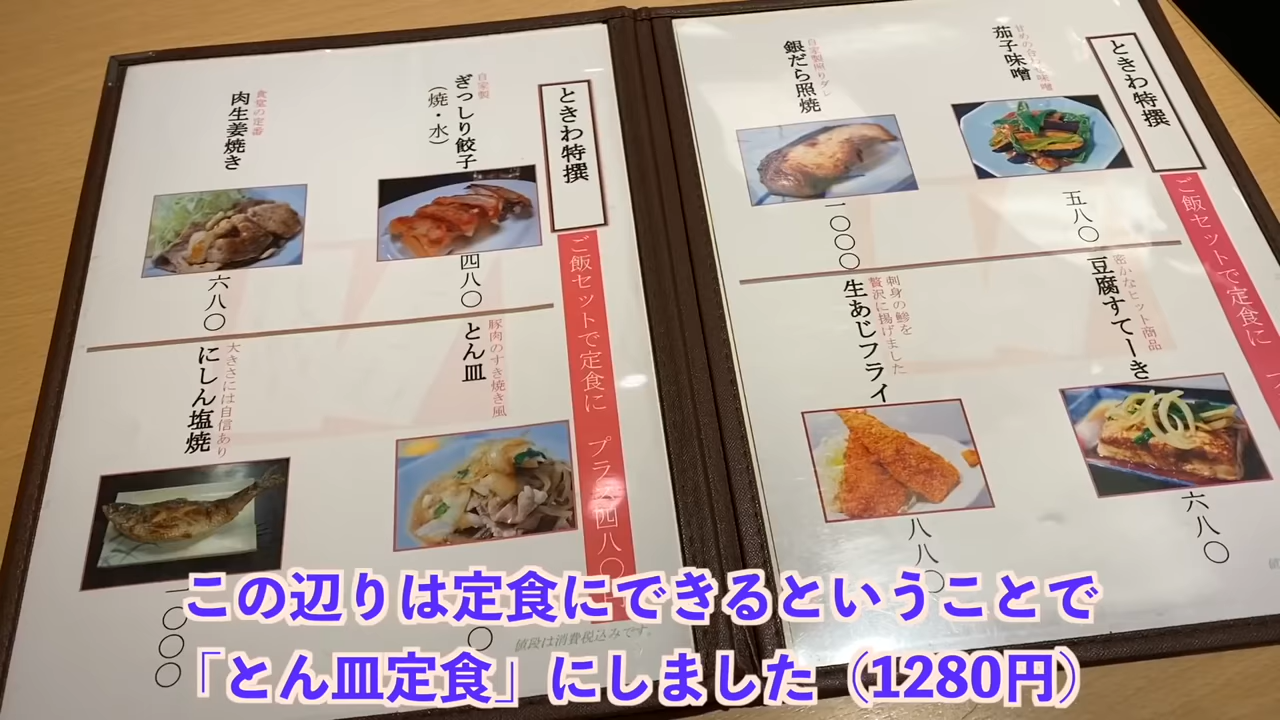 ときわ特撰
ご飯セットで定食に
甘めの合わせ味噌
茄子味噌
五八〇
自家製照りダレ
銀だら照焼
一〇〇〇
密かなヒット商品
豆腐すてーき
六八〇
刺身の鯵を
贅沢に揚げました
生あじフライ
八八〇
ときわ特撰
ご飯セットで定食に プラス四八〇円
自家製
ぎっしり餃子
(焼・水)
四八〇
食堂の定番
肉生姜焼き
六八〇
豚肉のすき焼き風
とん皿
〇
大きさには自信あり
にしん塩焼
一〇〇〇
値段は消費税込みです。
この辺りは定食にできるということで
「とん皿定食」にしました（1280円）